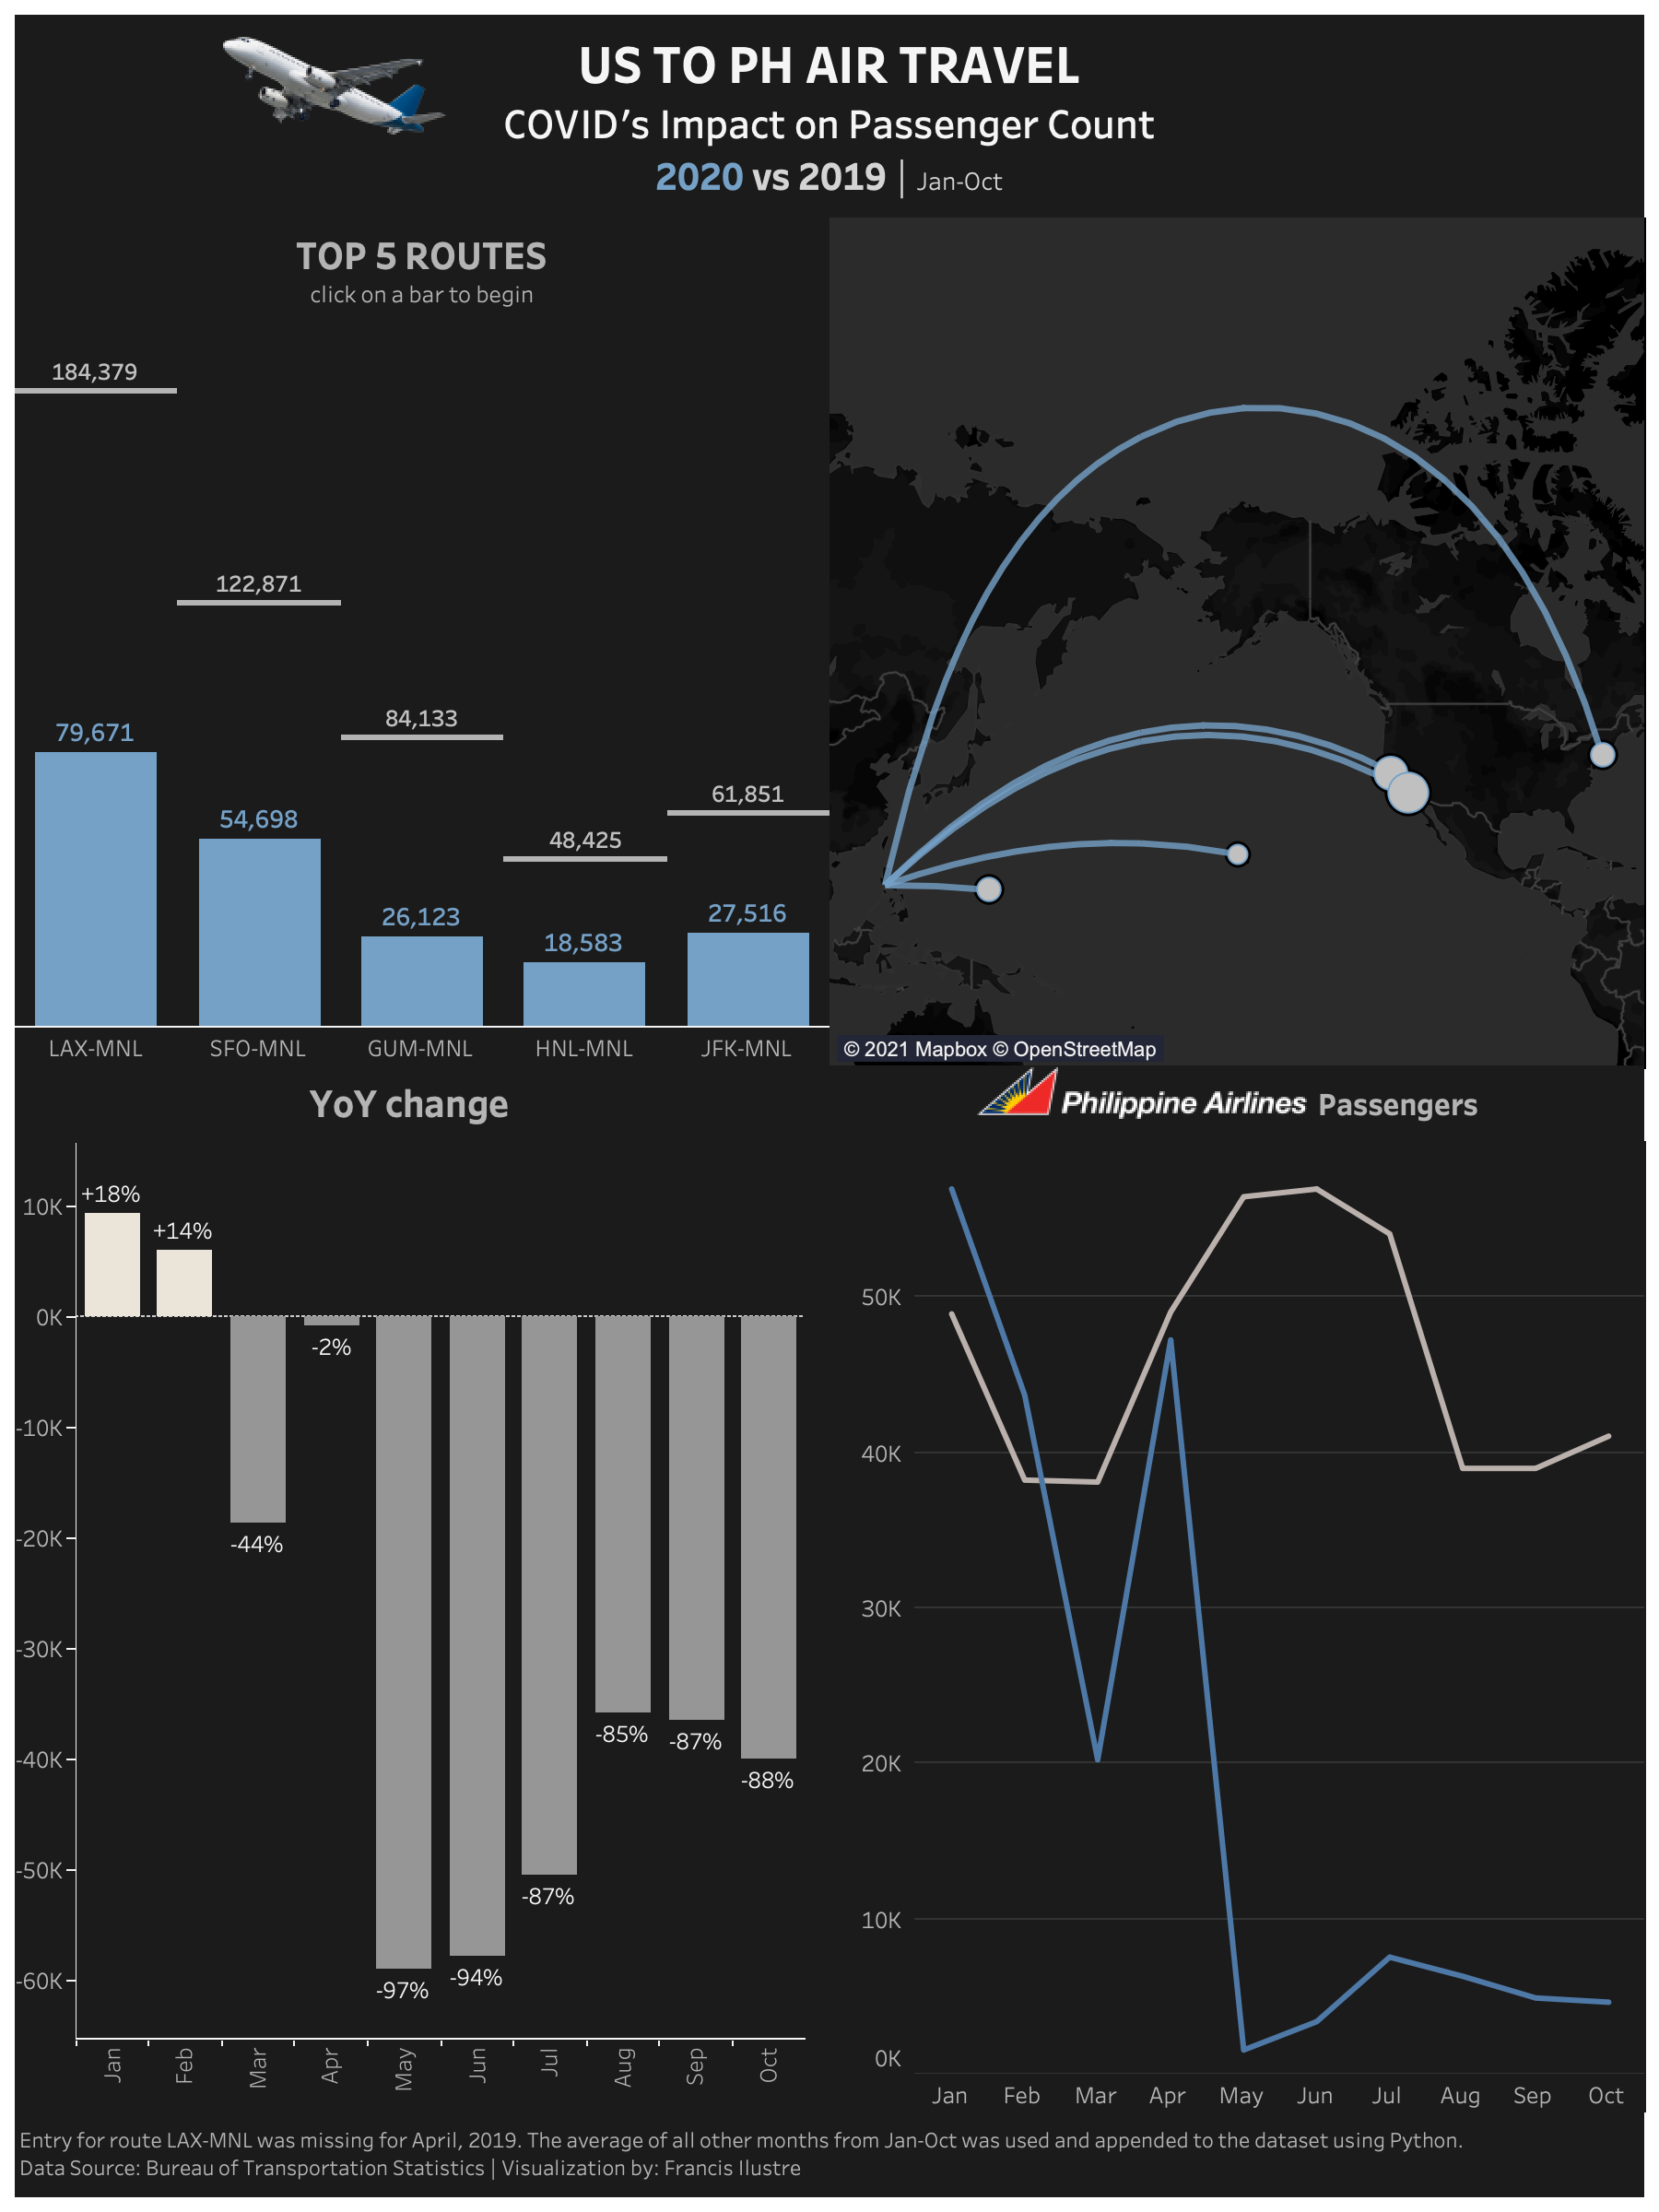 US TO PH AIR TRAVEL
COVID's Impact on Passenger Count
2020 vs 2019 | Jan-Oct
TOP 5 ROUTES
click on a bar to begin
184,379
122,871
84,133
48,425
61,851
79,671
54,698
26,123
18,583
27,516
LAX-MNL
SFO-MNL
GUM-MNL
HNL-MNL
JFK-MNL
© 2021 Mapbox © OpenStreetMap
YoY change
10K
0K
-10K
-20K
-30K
-40K
-50K
-60K
+18%
+14%
-44%
-2%
-97%
-94%
-87%
-85%
-87%
-88%
Jan
Feb
Mar
Apr
May
Jun
Jul
Aug
Sep
Oct
Philippine Airlines Passengers
50K
40K
30K
20K
10K
0K
Jan
Feb
Mar
Apr
May
Jun
Jul
Aug
Sep
Oct
Entry for route LAX-MNL was missing for April, 2019. The average of all other months from Jan-Oct was used and appended to the dataset using Python.
Data Source: Bureau of Transportation Statistics | Visualization by: Francis Ilustre